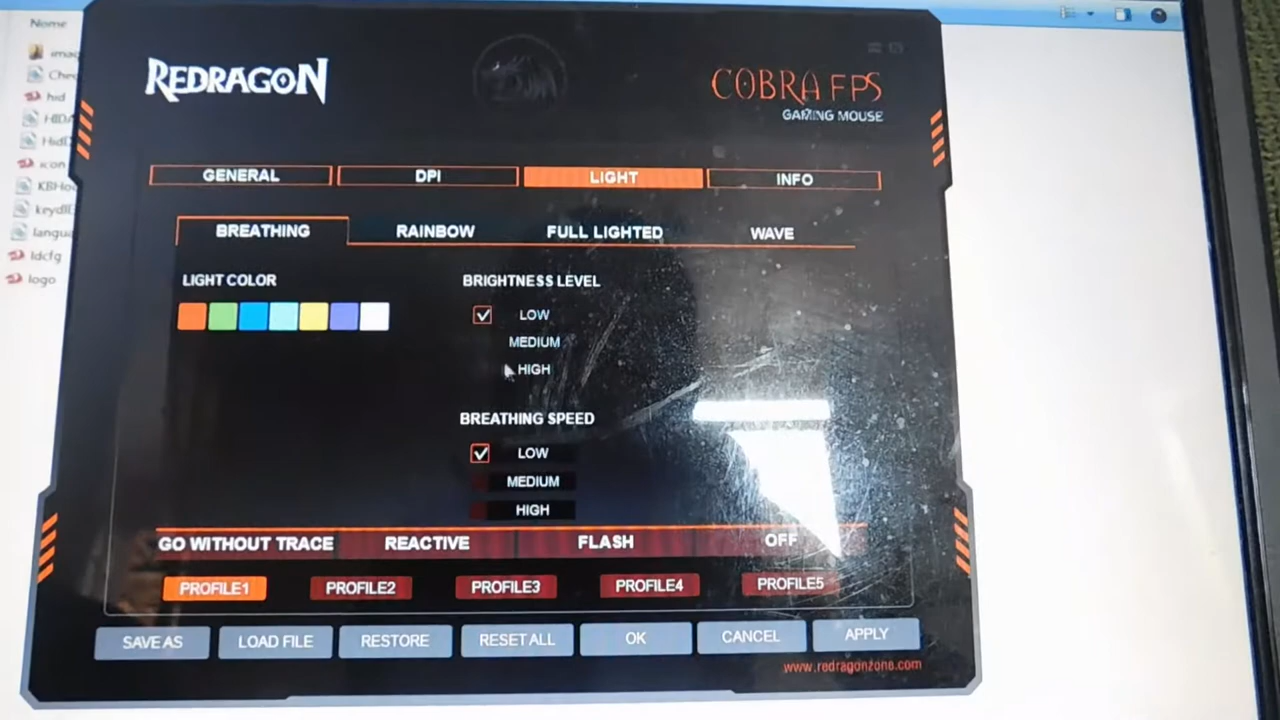 Nome
hid
icon
ldcfg
logo
REDRAGON
COBRA FPS
GAMING MOUSE
GENERAL DPI LIGHT INFO
BREATHING RAINBOW FULL LIGHTED WAVE
LIGHT COLOR
BRIGHTNESS LEVEL
LOW
MEDIUM
HIGH
BREATHING SPEED
LOW
MEDIUM
HIGH
GO WITHOUT TRACE REACTIVE FLASH OFF
PROFILE1 PROFILE2 PROFILE3 PROFILE4 PROFILE5
SAVE AS LOAD FILE RESTORE RESET ALL OK CANCEL APPLY
www.redragonzone.com